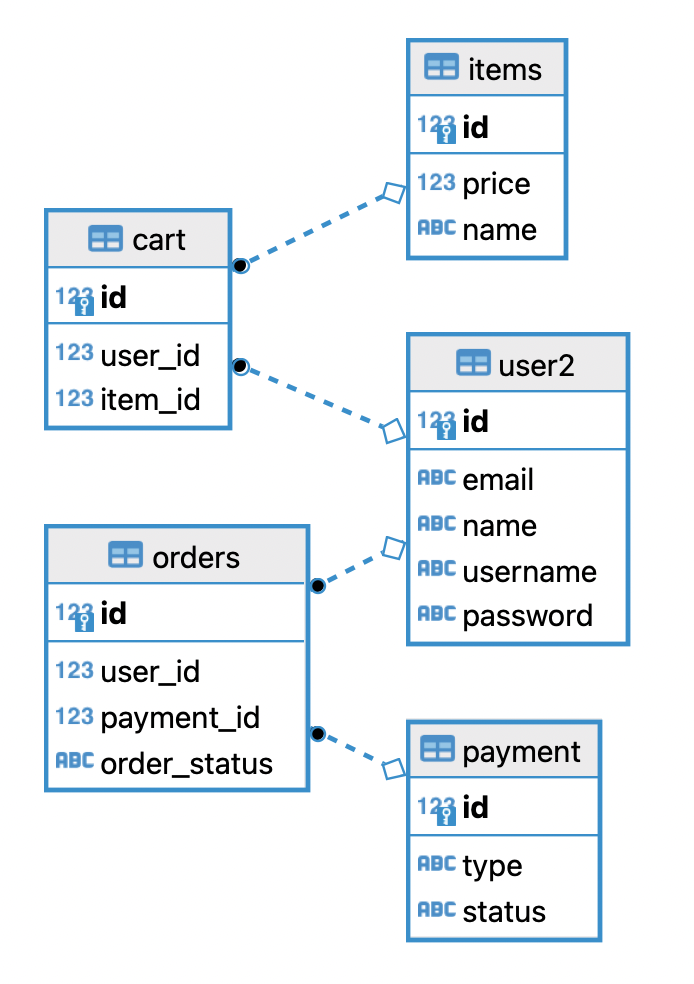 items
123 id
123 price
ABC name
cart
123 id
123 user_id
123 item_id
user2
123 id
ABC email
ABC name
ABC username
ABC password
orders
123 id
123 user_id
123 payment_id
ABC order_status
payment
123 id
ABC type
ABC status